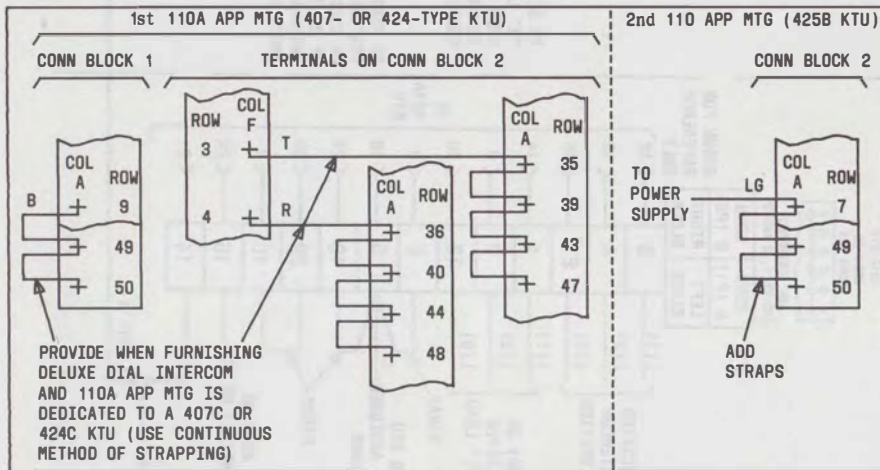 1st 110A APP MTG (407- OR 424-TYPE KTU)
2nd 110 APP MTG (425B KTU)
CONN BLOCK 1
TERMINALS ON CONN BLOCK 2
CONN BLOCK 2
COL
A
ROW
B
9
49
50
ROW
COL
F
3
T
4
R
COL
A
ROW
36
40
44
48
COL
A
ROW
35
39
43
47
TO
POWER
SUPPLY
LG
COL
A
ROW
7
49
50
PROVIDE WHEN FURNISHING
DELUXE DIAL INTERCOM
AND 110A APP MTG IS
DEDICATED TO A 407C OR
424C KTU (USE CONTINUOUS
METHOD OF STRAPPING)
ADD
STRAPS